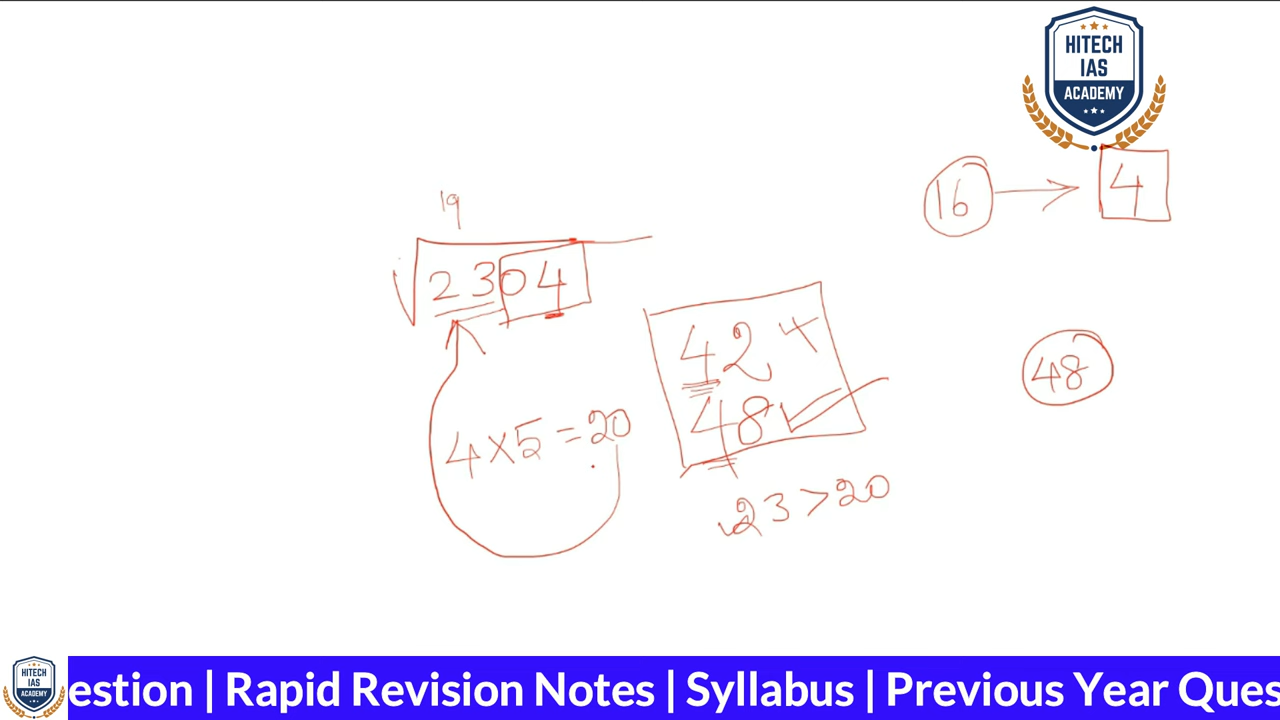 HITECH
IAS
ACADEMY
16 → 4
19
√2304
42 ×
48 ✓
48
4×5 = 20
23 > 20
HITECH
IAS
ACADEMY
estion | Rapid Revision Notes | Syllabus | Previous Year Ques